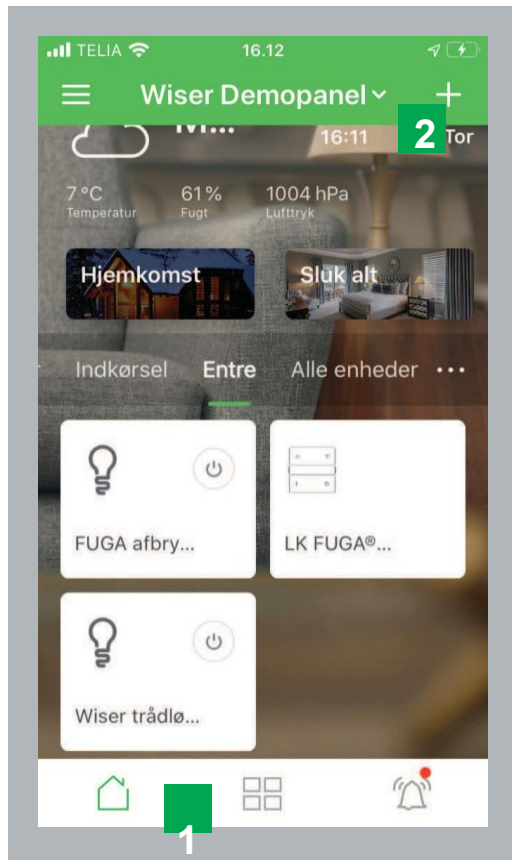 TELIA 16.12
Wiser Demopanel
16:11 2 Tor
7 °C 61% 1004 hPa
Temperatur Fugt Lufttryk
Hjemkomst Sluk alt
Indkørsel Entre Alle enheder ...
FUGA afbry... LK FUGA®...
Wiser trådlø...
1